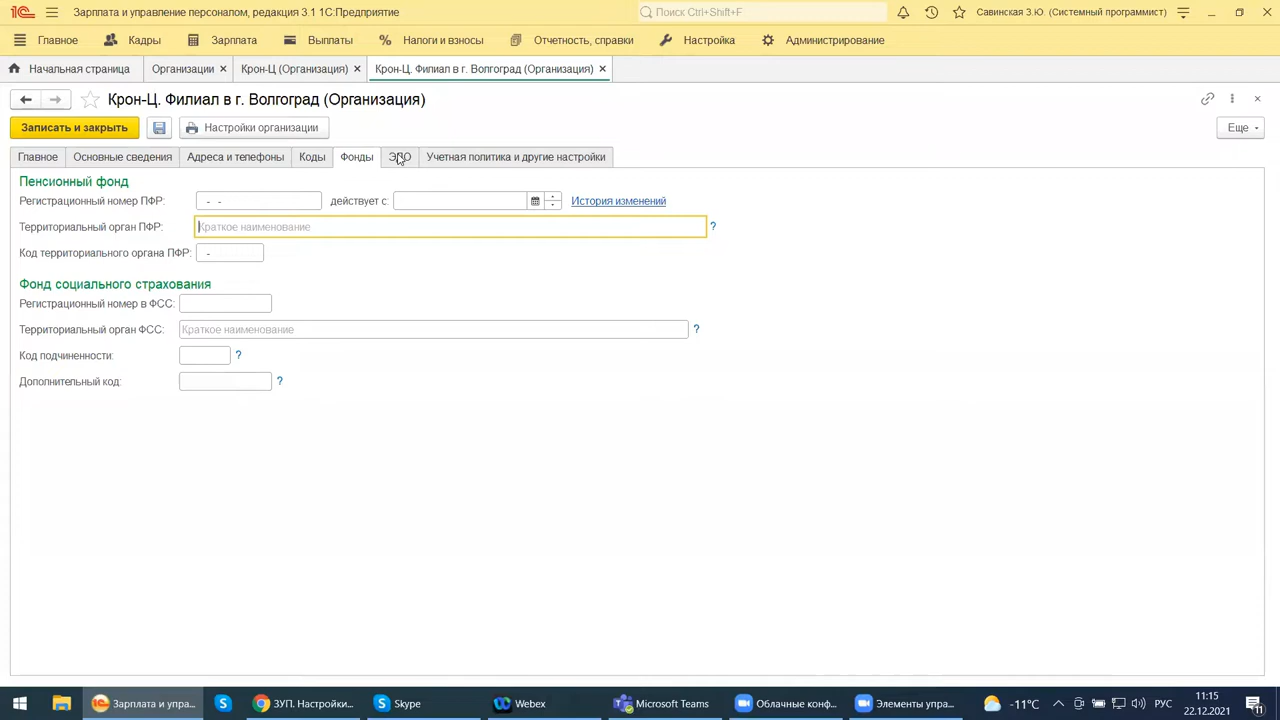 Зарплата и управление персоналом, редакция 3.1 1С:Предприятие
Поиск Ctrl+Shift+F
Савинская З.Ю. (Системный программист)
Главное Кадры Зарплата Выплаты Налоги и взносы Отчетность, справки Настройка Администрирование
Начальная страница Организации × Крон-Ц (Организация) × Крон-Ц. Филиал в г. Волгоград (Организация) ×
Крон-Ц. Филиал в г. Волгоград (Организация)
Записать и закрыть Настройки организации Еще
Главное Основные сведения Адреса и телефоны Коды Фонды ЭДО Учетная политика и другие настройки
Пенсионный фонд
Регистрационный номер ПФР: - - действует с: История изменений
Территориальный орган ПФР: Краткое наименование ?
Код территориального органа ПФР: -
Фонд социального страхования
Регистрационный номер в ФСС:
Территориальный орган ФСС: Краткое наименование ?
Код подчиненности: ?
Дополнительный код: ?
Зарплата и упра... ЗУП. Настройки... Skype Webex Microsoft Teams Облачные конф... Элементы упра... -11°C РУС
11:15
22.12.2021
11